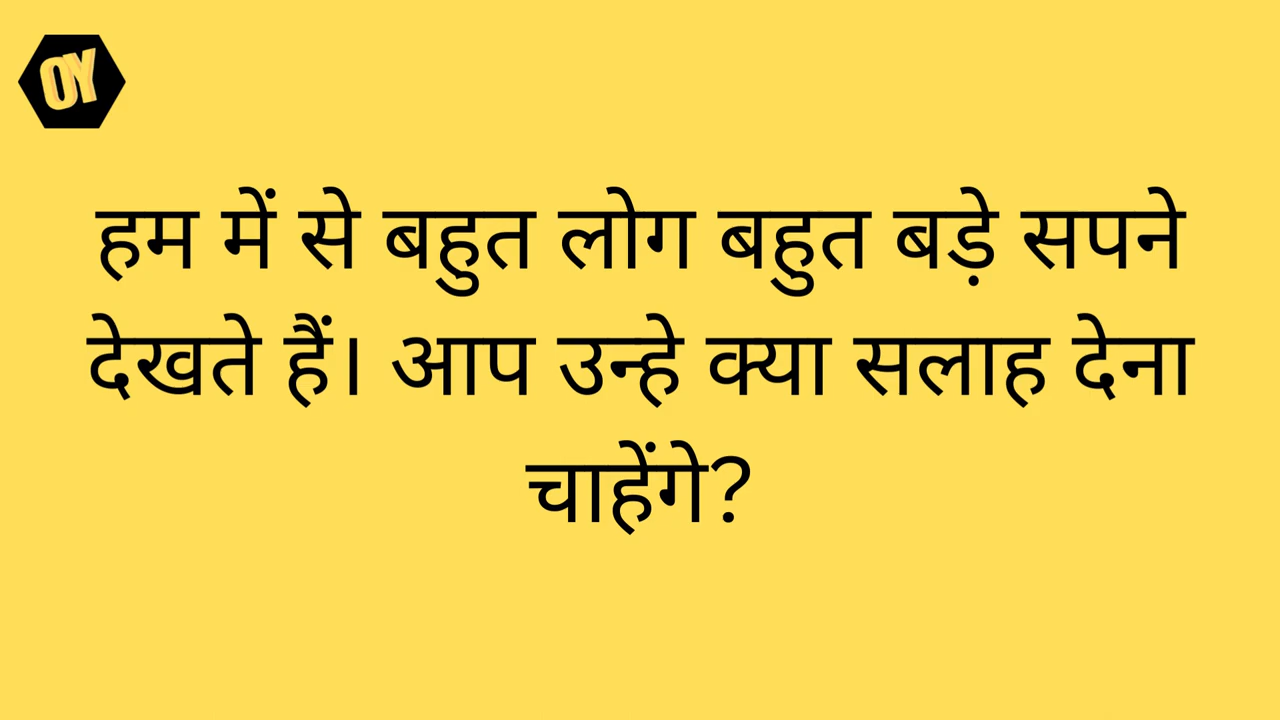 OY
हम में से बहुत लोग बहुत बड़े सपने
देखते हैं। आप उन्हे क्या सलाह देना
चाहेंगे?